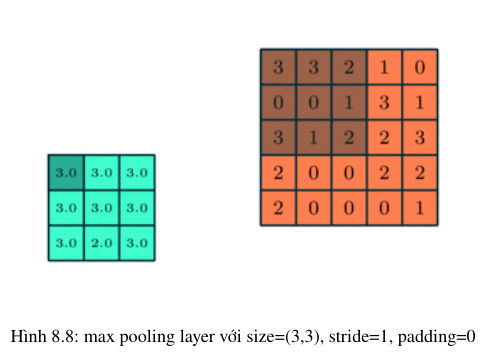 3 3 2 1 0
0 0 1 3 1
3 1 2 2 3
2 0 0 2 2
2 0 0 0 1
3.0 3.0 3.0
3.0 3.0 3.0
3.0 2.0 3.0
Hình 8.8: max pooling layer với size=(3,3), stride=1, padding=0